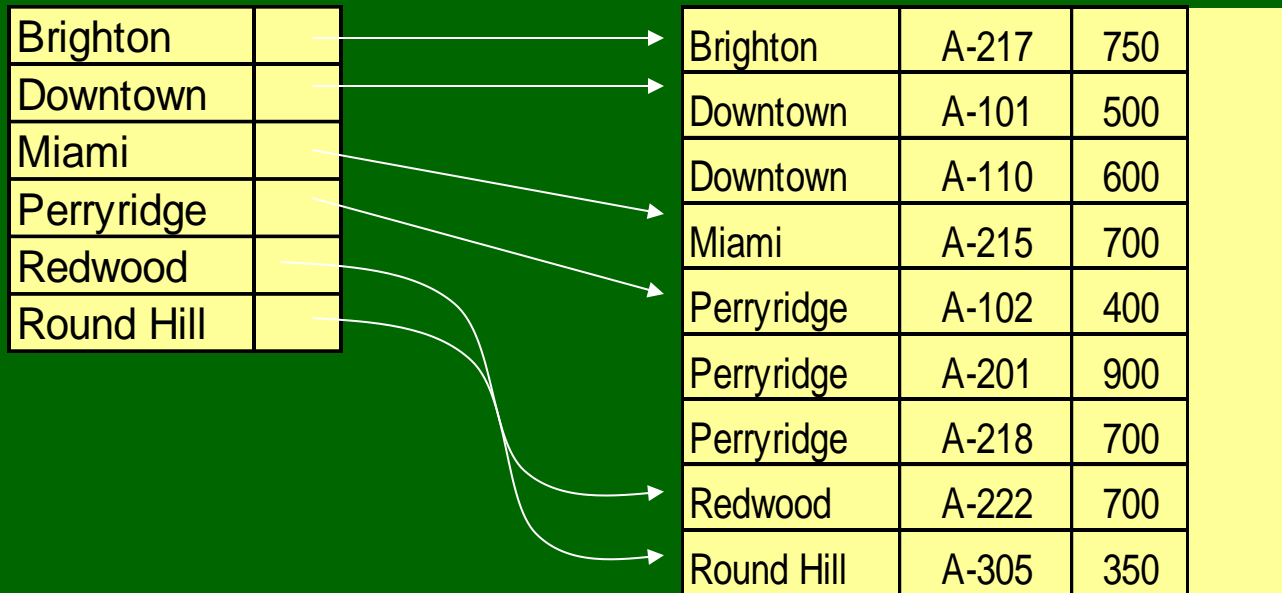 Brighton
Downtown
Miami
Perryridge
Redwood
Round Hill
Brighton A-217 750
Downtown A-101 500
Downtown A-110 600
Miami A-215 700
Perryridge A-102 400
Perryridge A-201 900
Perryridge A-218 700
Redwood A-222 700
Round Hill A-305 350